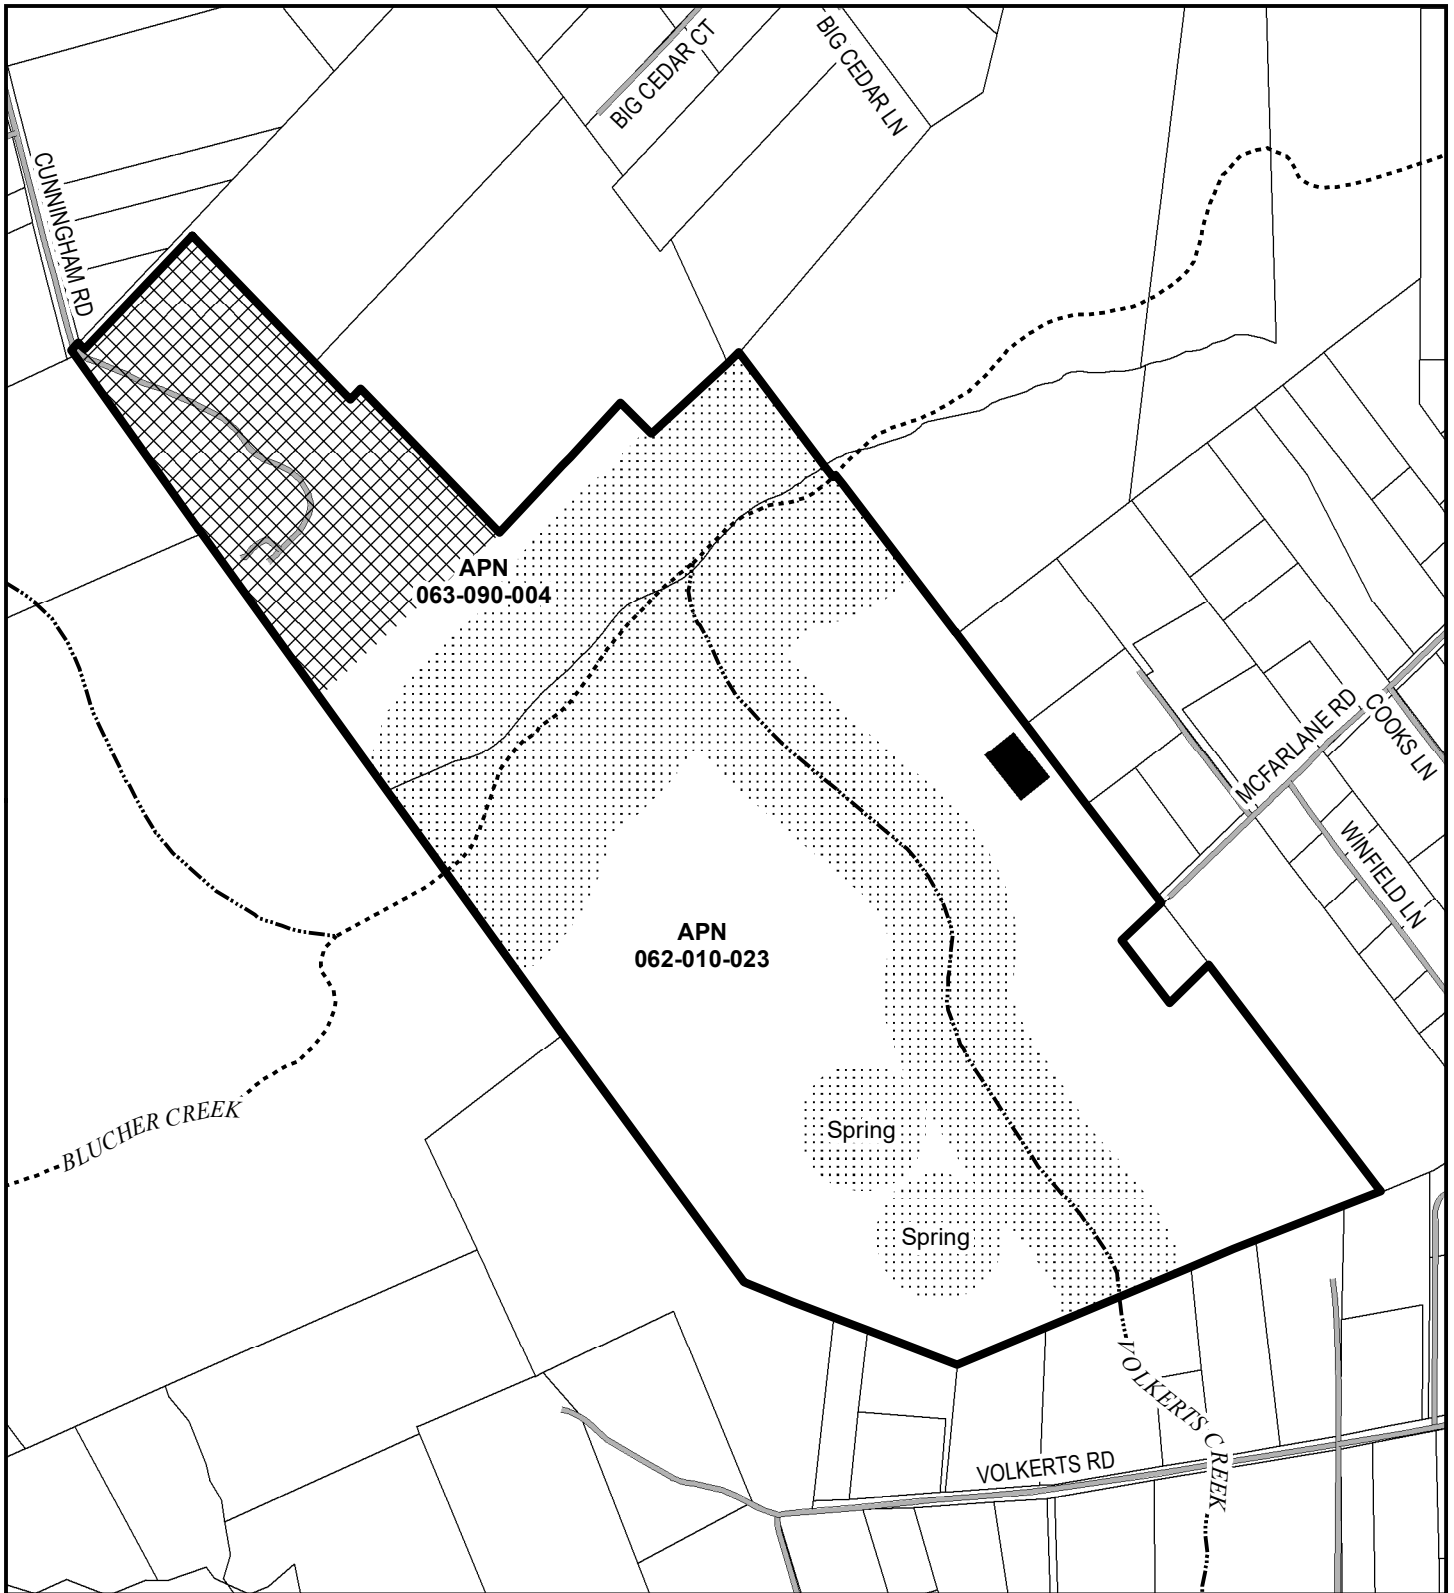 BIG CEDAR CT
BIG CEDAR LN
CUNNINGHAM RD
APN
063-090-004
MCFARLANE RD
COOKS LN
WINFIELD LN
APN
062-010-023
BLUCHER CREEK
Spring
Spring
VOLKERTS CREEK
VOLKERTS RD